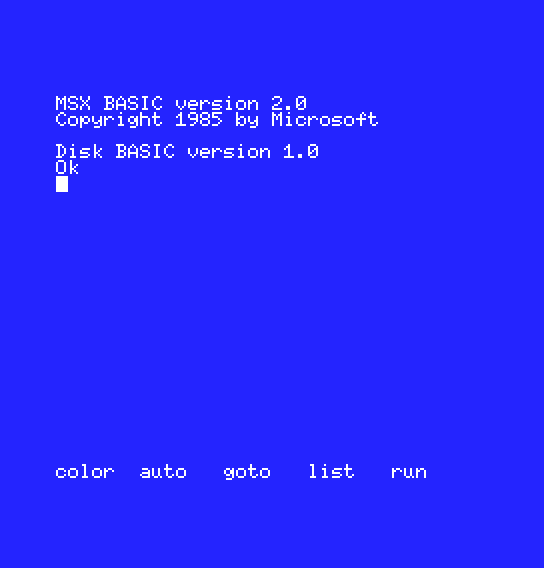 MSX BASIC version 2.0
Copyright 1985 by Microsoft
Disk BASIC version 1.0
Ok
color auto goto list run